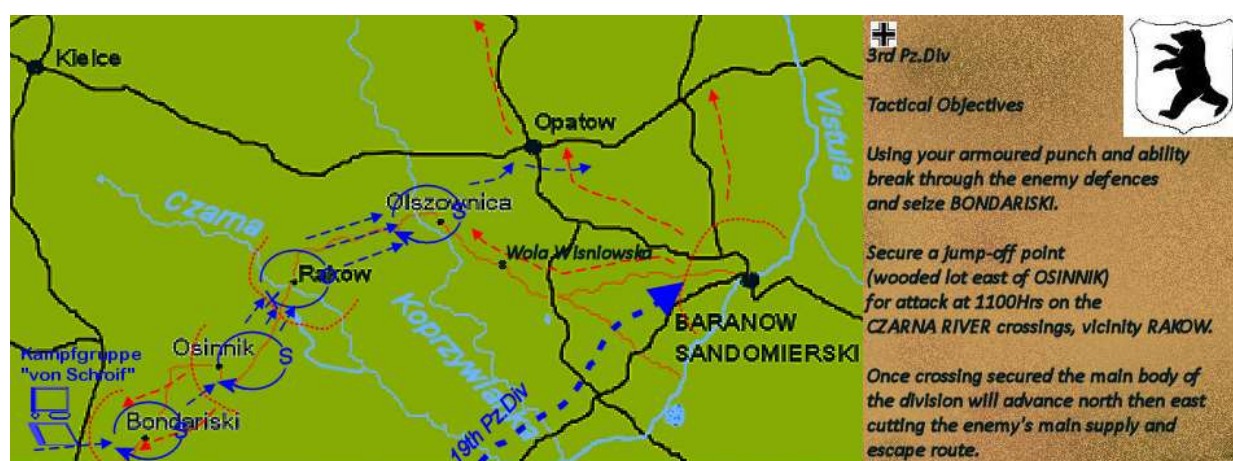 Kielce
Opatow
Vistula
Czarna
Olszownica
S
Wola Wisniowska
Rakow
Koprzywianka
BARANOW
SANDOMIERSKI
Osinnik
S
Kampfgruppe
"von Schroif"
Bondariski
S
19th Pz.Div
3rd Pz.Div
Tactical Objectives
Using your armoured punch and ability
break through the enemy defences
and seize BONDARISKI.
Secure a jump-off point
(wooded lot east of OSINNIK)
for attack at 1100Hrs on the
CZARNA RIVER crossings, vicinity RAKOW.
Once crossing secured the main body of
the division will advance north then east
cutting the enemy's main supply and
escape route.